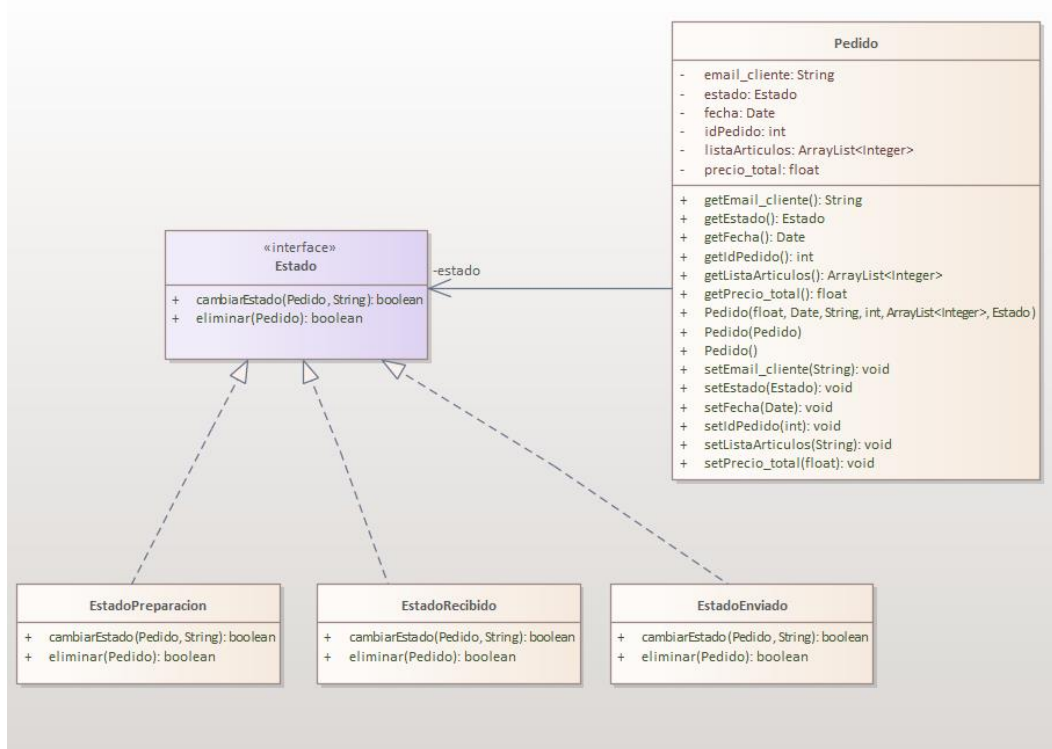 Pedido
- email_cliente: String
- estado: Estado
- fecha: Date
- idPedido: int
- listaArticulos: ArrayList<Integer>
- precio_total: float
+ getEmail_cliente(): String
+ getEstado(): Estado
+ getFecha(): Date
+ getIdPedido(): int
+ getListaArticulos(): ArrayList<Integer>
+ getPrecio_total(): float
+ Pedido(float, Date, String, int, ArrayList<Integer>, Estado)
+ Pedido(Pedido)
+ Pedido()
+ setEmail_cliente(String): void
+ setEstado(Estado): void
+ setFecha(Date): void
+ setIdPedido(int): void
+ setListaArticulos(String): void
+ setPrecio_total(float): void
«interface»
Estado
+ cambiarEstado(Pedido, String): boolean
+ eliminar(Pedido): boolean
-estado
EstadoPreparacion
+ cambiarEstado(Pedido, String): boolean
+ eliminar(Pedido): boolean
EstadoRecibido
+ cambiarEstado(Pedido, String): boolean
+ eliminar(Pedido): boolean
EstadoEnviado
+ cambiarEstado(Pedido, String): boolean
+ eliminar(Pedido): boolean